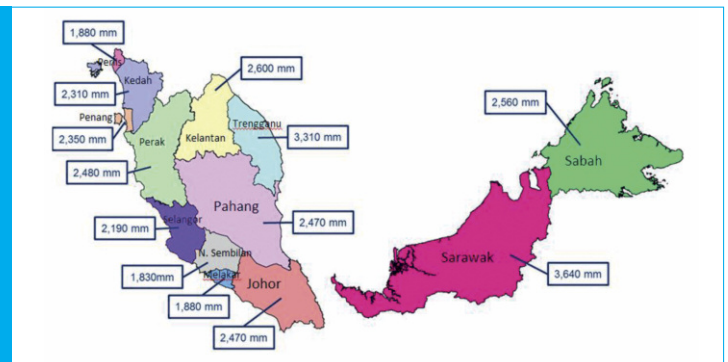 1,880 mm
Perlis
Kedah
2,310 mm
2,600 mm
Penang
2,350 mm
Perak
Kelantan
Trengganu
3,310 mm
2,480 mm
Pahang
Selangor
2,190 mm
2,470 mm
N. Sembilan
1,830mm
Melakar
Johor
1,880 mm
2,470 mm
2,560 mm
Sabah
Sarawak
3,640 mm